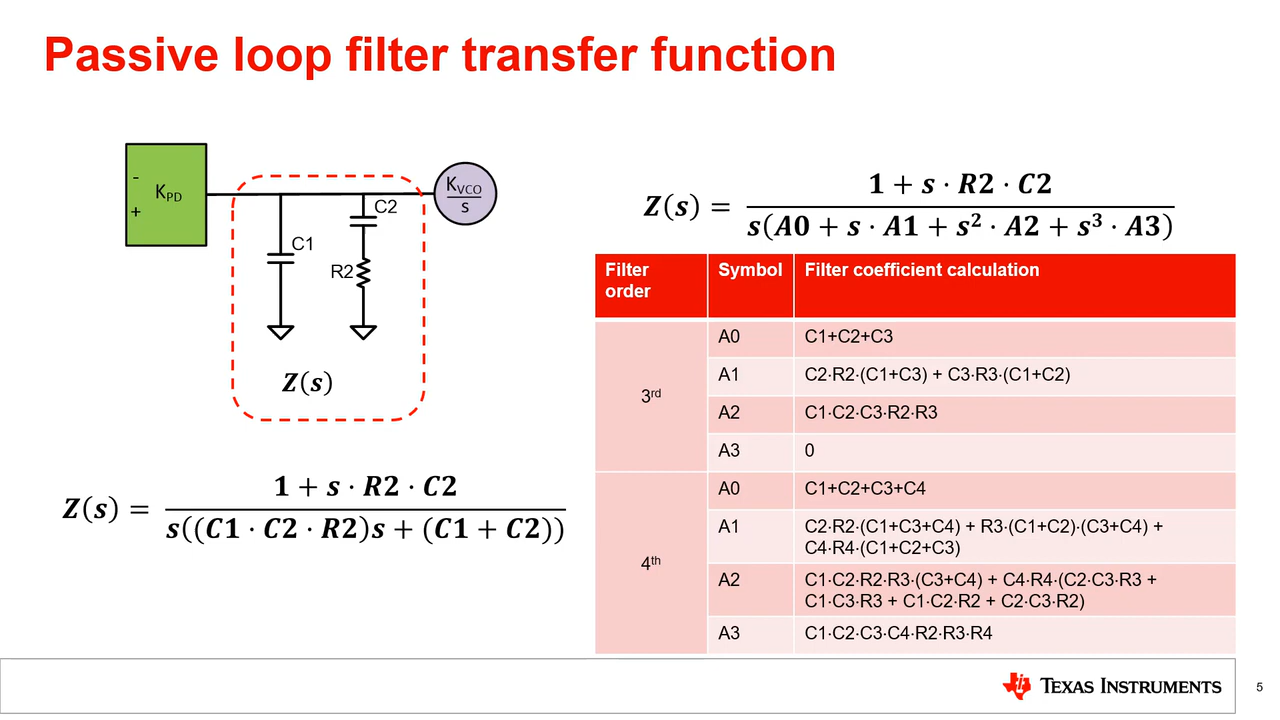 Passive loop filter transfer function
-
+
K_PD
C1
C2
R2
K_VCO
s
Z(s)
Z(s) = 1 + s · R2 · C2 / s((C1 · C2 · R2)s + (C1 + C2))
Z(s) = 1 + s · R2 · C2 / s(A0 + s · A1 + s² · A2 + s³ · A3)
Filter order Symbol Filter coefficient calculation
3rd
A0 C1+C2+C3
A1 C2·R2·(C1+C3) + C3·R3·(C1+C2)
A2 C1·C2·C3·R2·R3
A3 0
4th
A0 C1+C2+C3+C4
A1 C2·R2·(C1+C3+C4) + R3·(C1+C2)·(C3+C4) +
C4·R4·(C1+C2+C3)
A2 C1·C2·R2·R3·(C3+C4) + C4·R4·(C2·C3·R3 +
C1·C3·R3 + C1·C2·R2 + C2·C3·R2)
A3 C1·C2·C3·C4·R2·R3·R4
TEXAS INSTRUMENTS
5